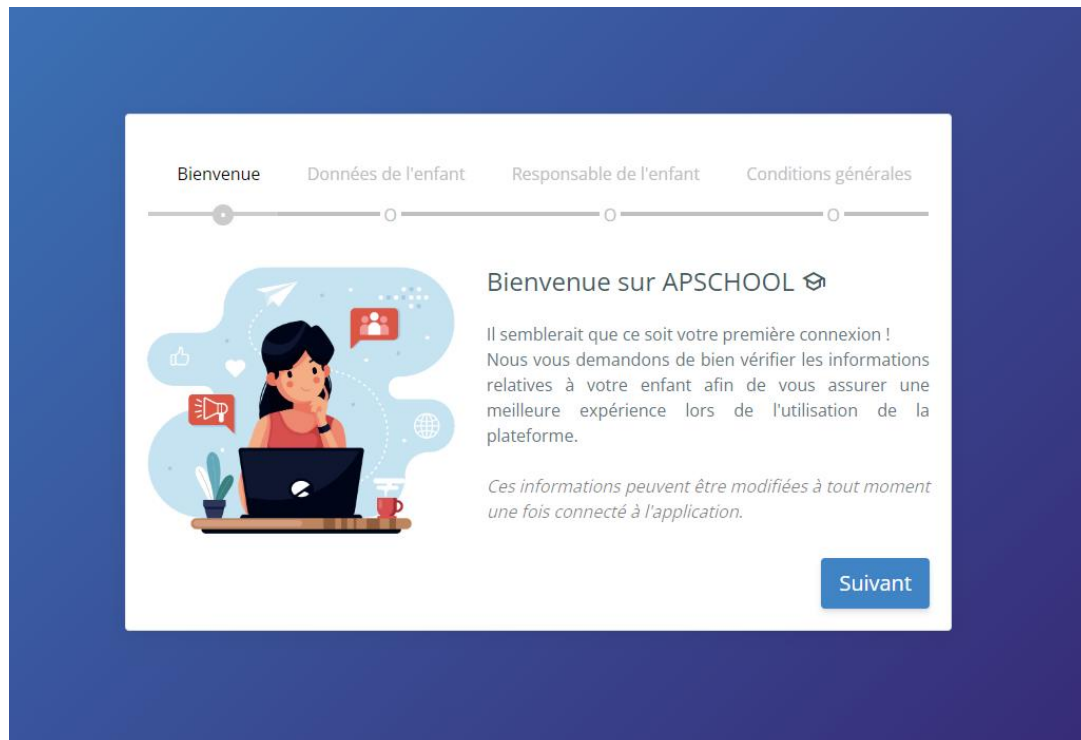 Bienvenue Données de l'enfant Responsable de l'enfant Conditions générales
Bienvenue sur APSCHOOL
Il semblerait que ce soit votre première connexion !
Nous vous demandons de bien vérifier les informations
relatives à votre enfant afin de vous assurer une
meilleure expérience lors de l'utilisation de la
plateforme.
Ces informations peuvent être modifiées à tout moment
une fois connecté à l'application.
Suivant